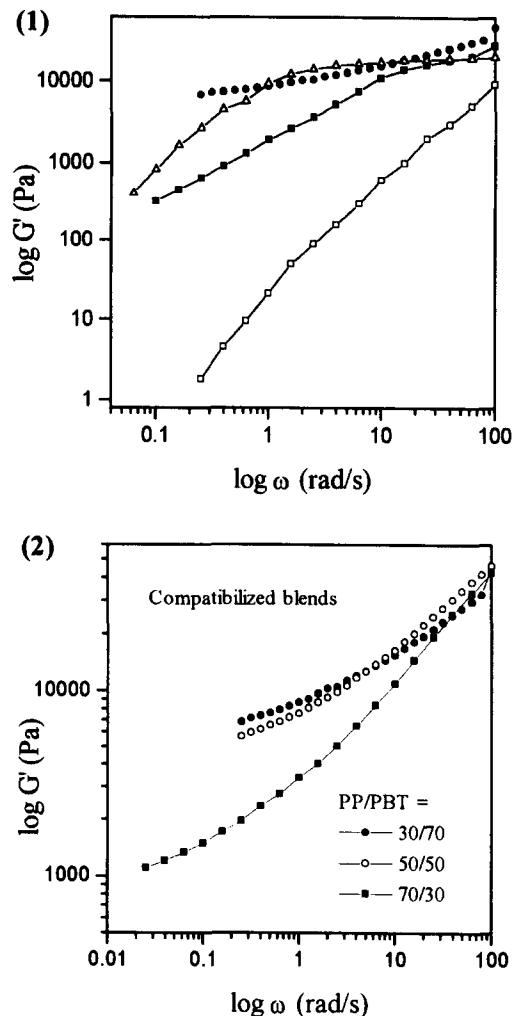 (1)
10000
1000
100
10
1
log G' (Pa)
0.1 1 10 100
log ω (rad/s)
(2)
Compatibilized blends
10000
1000
log G' (Pa)
PP/PBT =
30/70
50/50
70/30
0.01 0.1 1 10 100
log ω (rad/s)